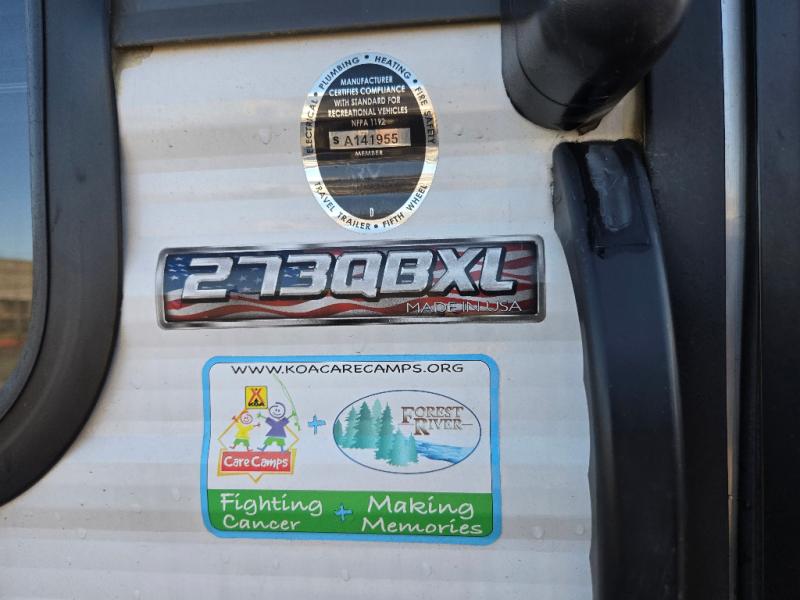 ELECTRICAL • PLUMBING • HEATING • FIRE SAFETY
MANUFACTURER
CERTIFIES COMPLIANCE
WITH STANDARD FOR
RECREATIONAL VEHICLES
NFPA 1192
S A141955
MEMBER
D
TRAVEL TRAILER • FIFTH WHEEL
273QBXL
MADE IN USA
WWW.KOACARECAMPS.ORG
KOA
Care Camps
+
FOREST
RIVER
Fighting + Making
Cancer Memories